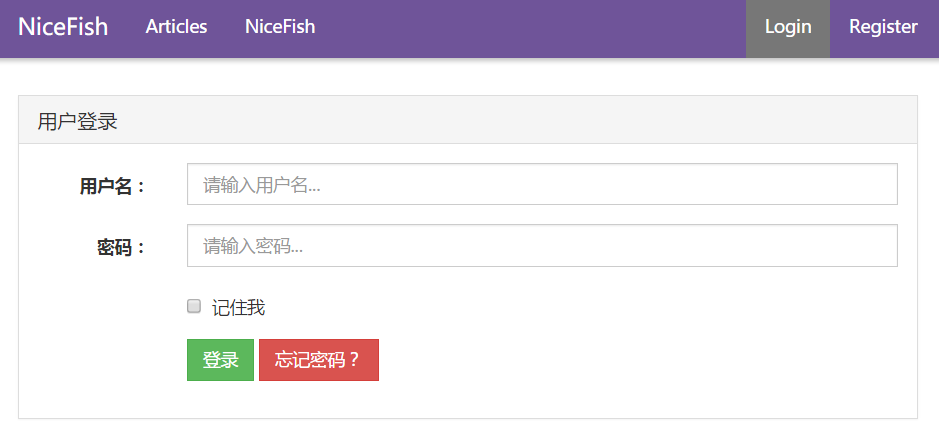 NiceFish Articles NiceFish Login Register
用户登录
用户名： 请输入用户名...
密码： 请输入密码...
记住我
登录 忘记密码？